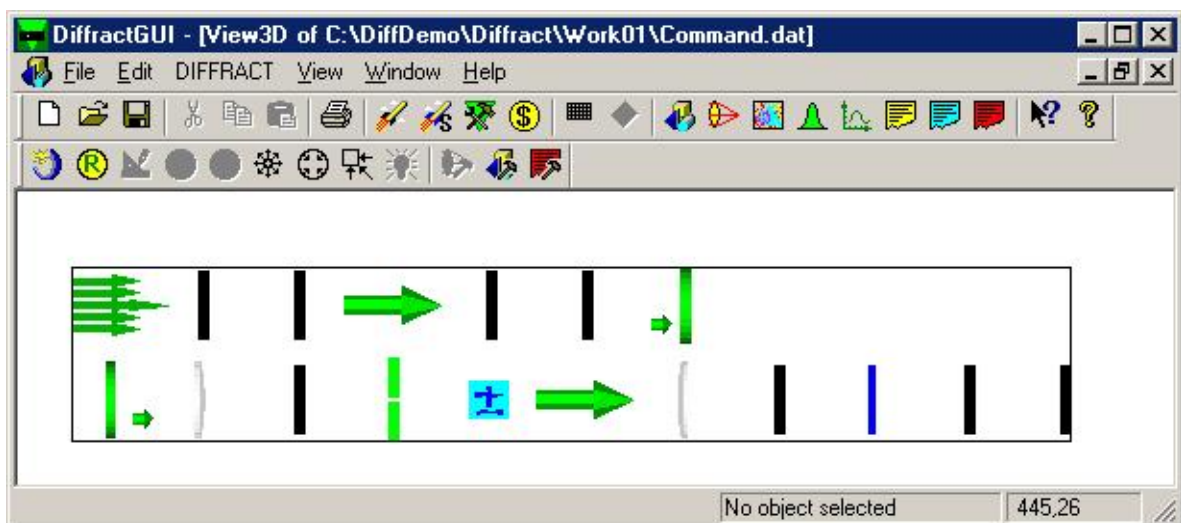 DiffractGUI - [View3D of C:\DiffDemo\Diffract\Work01\Command.dat]
File Edit DIFFRACT View Window Help
S $ ? ?
R
±
No object selected 445,26